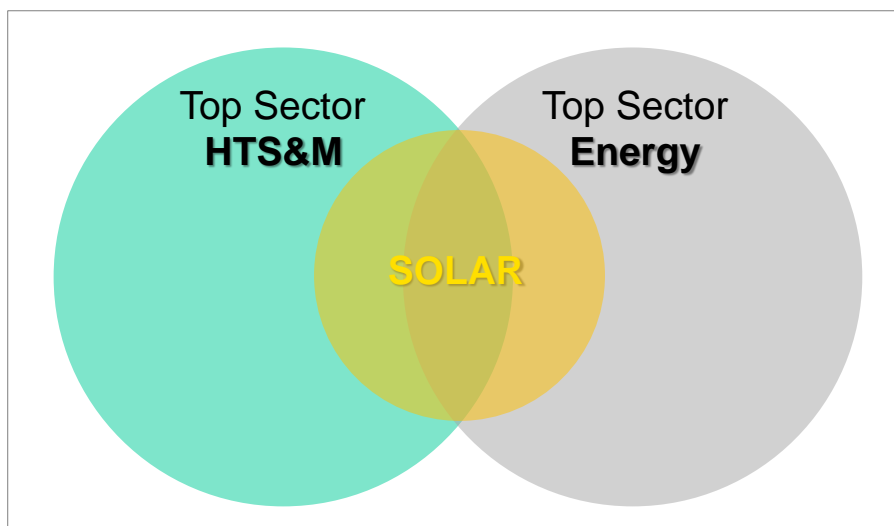 Top Sector
HTS&M
Top Sector
Energy
SOLAR